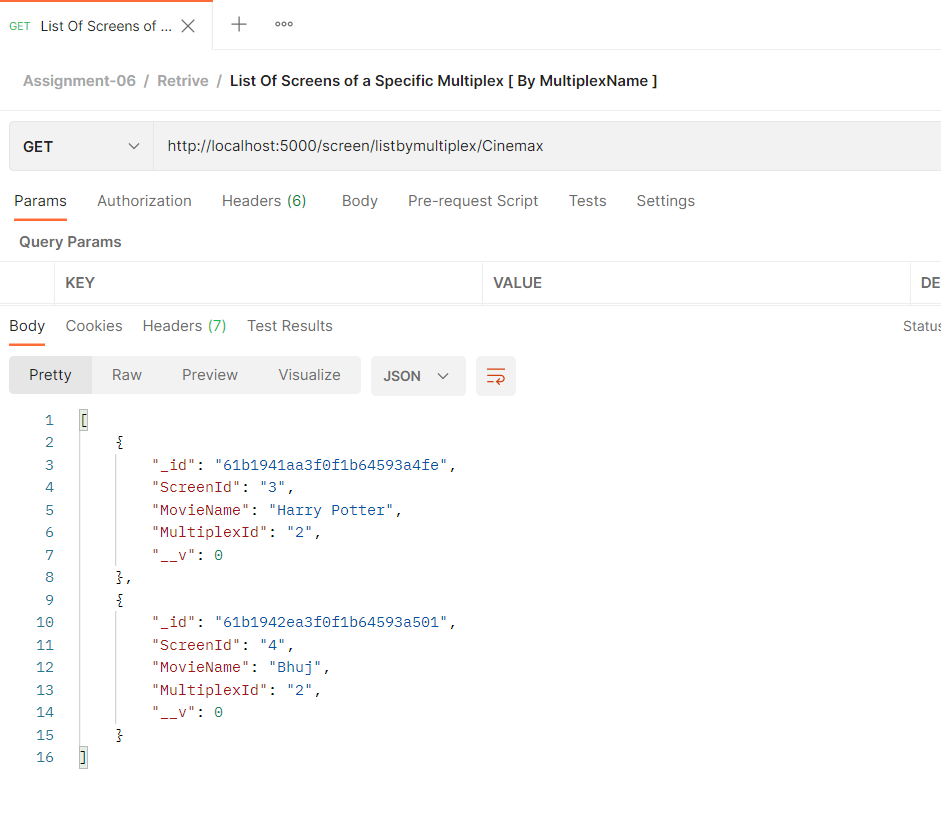 GET List Of Screens of ...
Assignment-06 / Retrive / List Of Screens of a Specific Multiplex [ By MultiplexName ]
GET http://localhost:5000/screen/listbymultiplex/Cinemax
Params Authorization Headers (6) Body Pre-request Script Tests Settings
Query Params
KEY VALUE DE
Body Cookies Headers (7) Test Results Status
Pretty Raw Preview Visualize JSON
1 [
2 {
3 "_id": "61b1941aa3f0f1b64593a4fe",
4 "ScreenId": "3",
5 "MovieName": "Harry Potter",
6 "MultiplexId": "2",
7 "__v": 0
8 },
9 {
10 "_id": "61b1942ea3f0f1b64593a501",
11 "ScreenId": "4",
12 "MovieName": "Bhuj",
13 "MultiplexId": "2",
14 "__v": 0
15 }
16 ]